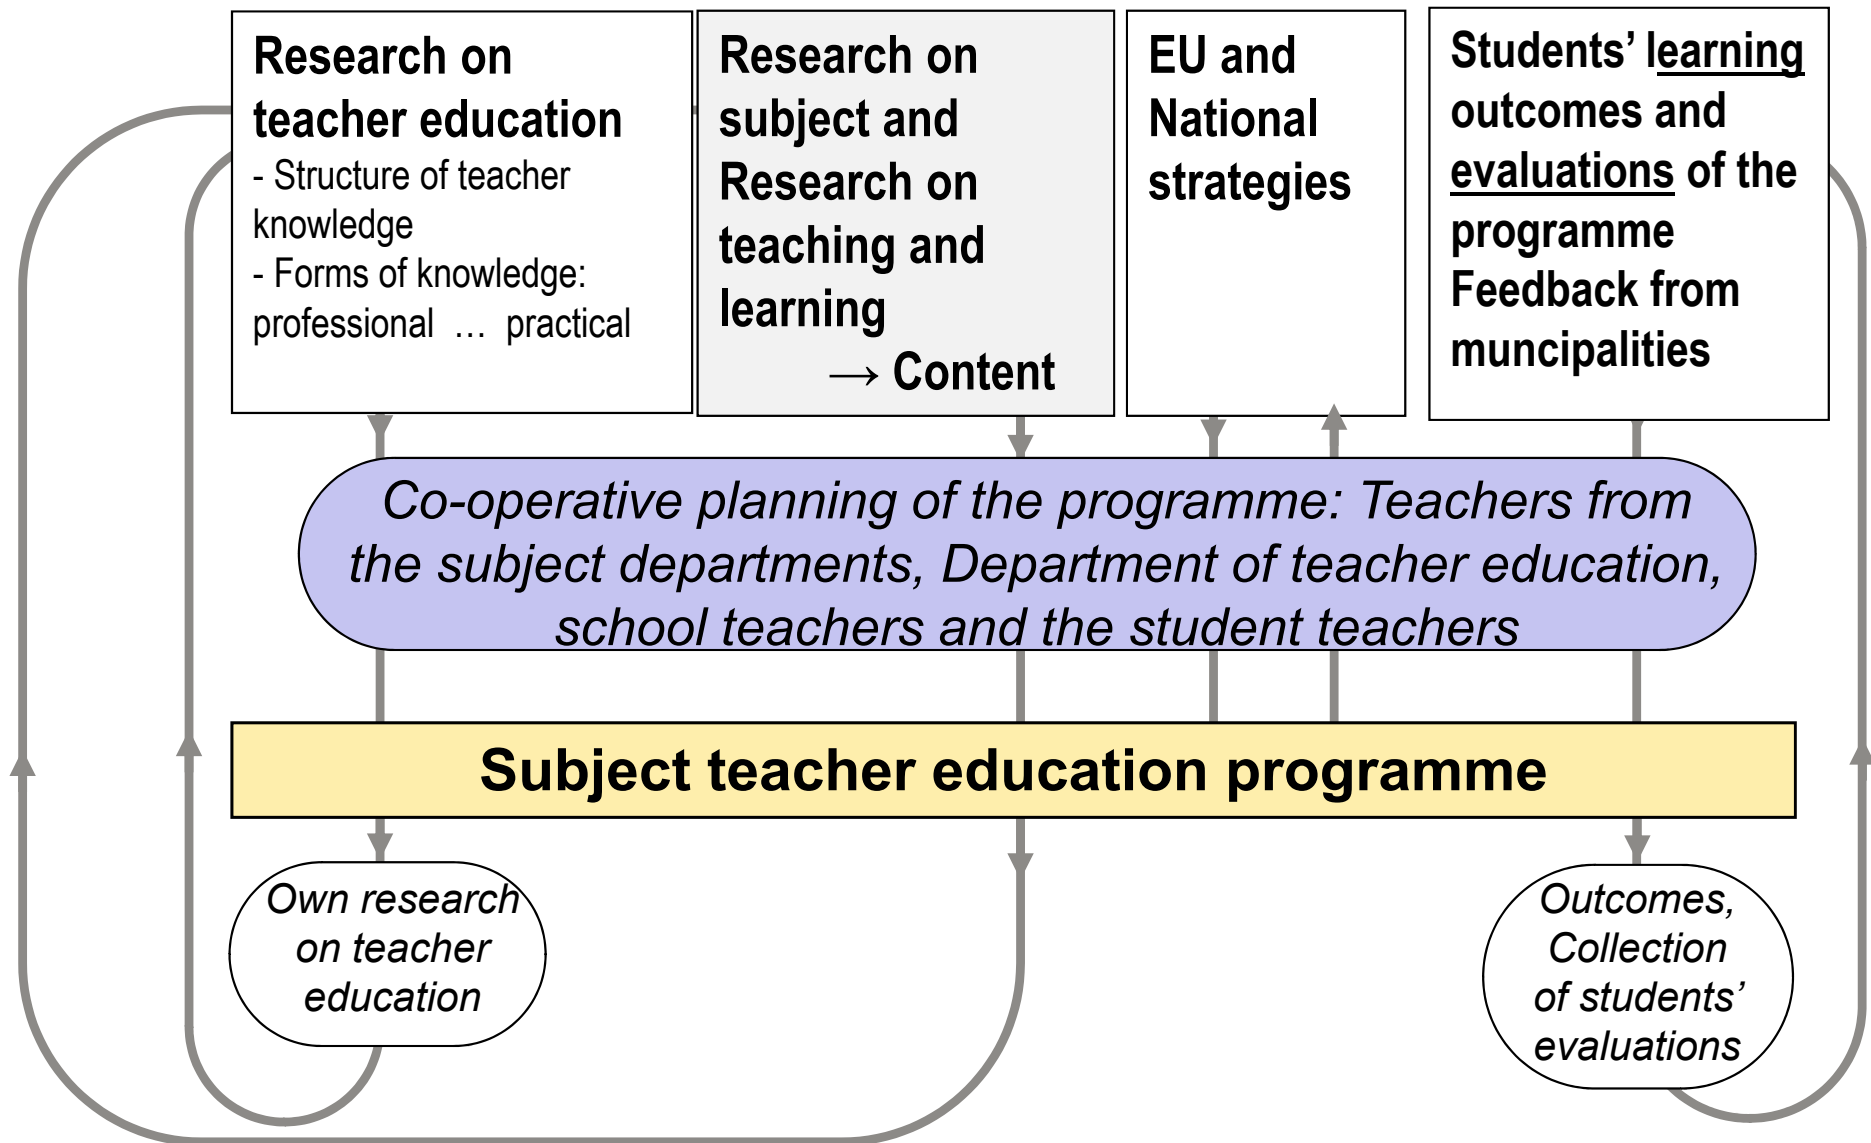 Research on
teacher education
- Structure of teacher
knowledge
- Forms of knowledge:
professional … practical
Research on
subject and
Research on
teaching and
learning
→ Content
EU and
National
strategies
Students’ learning
outcomes and
evaluations of the
programme
Feedback from
muncipalities
Co-operative planning of the programme: Teachers from
the subject departments, Department of teacher education,
school teachers and the student teachers
Subject teacher education programme
Own research
on teacher
education
Outcomes,
Collection
of students’
evaluations